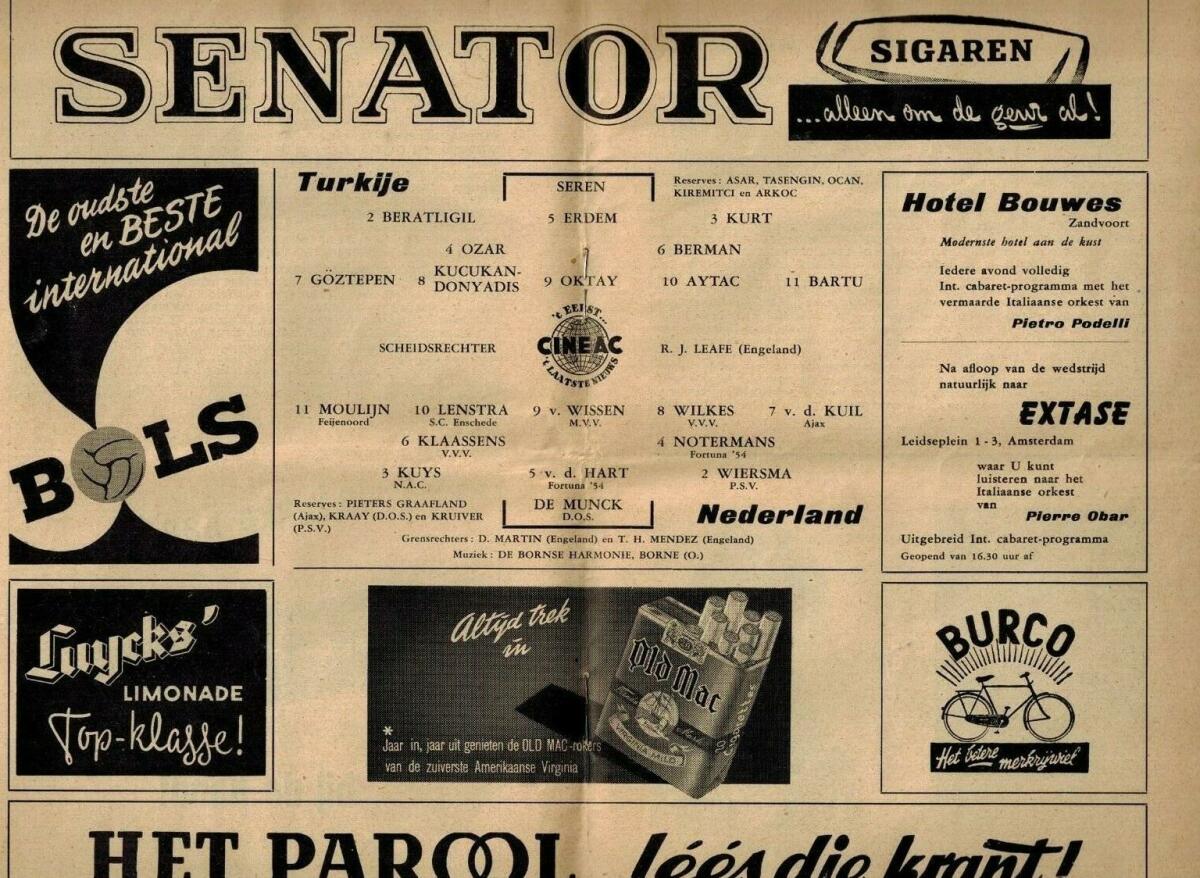 SENATOR
SIGAREN
...alleen om de geur al!
De oudste
en BESTE
international
BOLS
Turkije
SEREN
Reserves: ASAR, TASENGIN, OCAN,
KIREMITCI en ARKOC
2 BERATLIGIL 5 ERDEM 3 KURT
4 OZAR 6 BERMAN
7 GÖZTEPEN 8 KUCUKAN-
DONYADIS 9 OKTAY 10 AYTAC 11 BARTU
SCHEIDSRECHTER
't EERST...
CINEAC
't LAATSTE NIEUWS
R. J. LEAFE (Engeland)
11 MOULIJN 10 LENSTRA 9 v. WISSEN 8 WILKES 7 v. d. KUIL
Feijenoord S.C. Enschede M.V.V. V.V.V. Ajax
6 KLAASSENS 4 NOTERMANS
V.V.V. Fortuna '54
3 KUYS 5 v. d. HART 2 WIERSMA
N.A.C. Fortuna '54 P.S.V.
Reserves: PIETERS GRAAFLAND
(Ajax), KRAAY (D.O.S.) en KRUIVER
(P.S.V.)
DE MUNCK
D.O.S.
Nederland
Grensrechters: D. MARTIN (Engeland) en T. H. MENDEZ (Engeland)
Muziek: DE BORNSE HARMONIE, BORNE (O.)
Hotel Bouwes
Zandvoort
Modernste hotel aan de kust
Iedere avond volledig
Int. cabaret-programma met het
vermaarde Italiaanse orkest van
Pietro Podelli
Na afloop van de wedstrijd
natuurlijk naar
EXTASE
Leidseplein 1 - 3, Amsterdam
waar U kunt
luisteren naar het
Italiaanse orkest
van
Pierre Obar
Uitgebreid Int. cabaret-programma
Geopend van 16.30 uur af
Luycks'
LIMONADE
Top-klasse!
Altyd trek
in
Old Mac
VIRGINIA MILD
Cigarettes
*
Jaar in, jaar uit genieten de OLD MAC-rokers
van de zuiverste Amerikaanse Virginia
BURCO
Het betere merkrijwiel
HET PAROOL léés die krant!